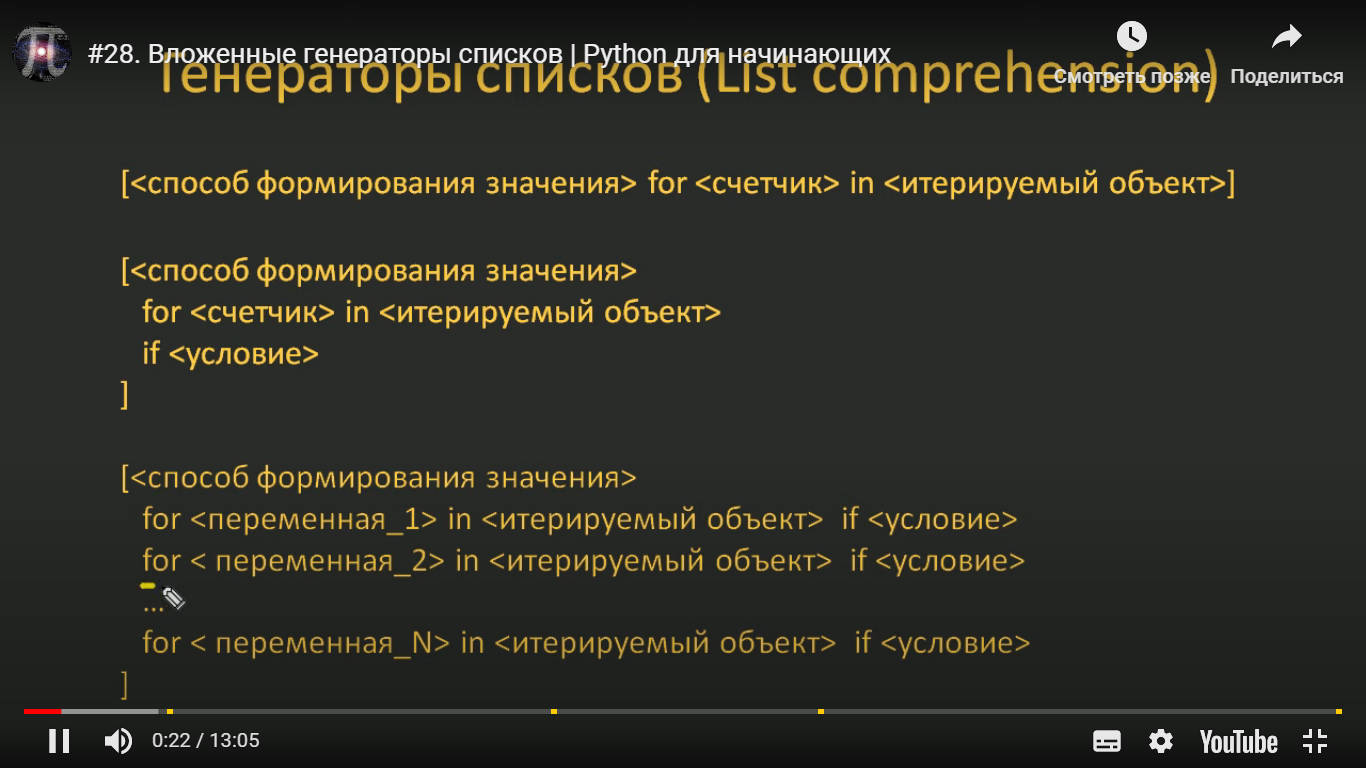 #28. Вложенные генераторы списков | Python для начинающих
Смотреть позже
Поделиться
Генераторы списков (List comprehension)
[<способ формирования значения> for <счетчик> in <итерируемый объект>]
[<способ формирования значения>
for <счетчик> in <итерируемый объект>
if <условие>
]
[<способ формирования значения>
for <переменная_1> in <итерируемый объект>  if <условие>
for < переменная_2> in <итерируемый объект>  if <условие>
...
for < переменная_N> in <итерируемый объект>  if <условие>
]
0:22 / 13:05
YouTube